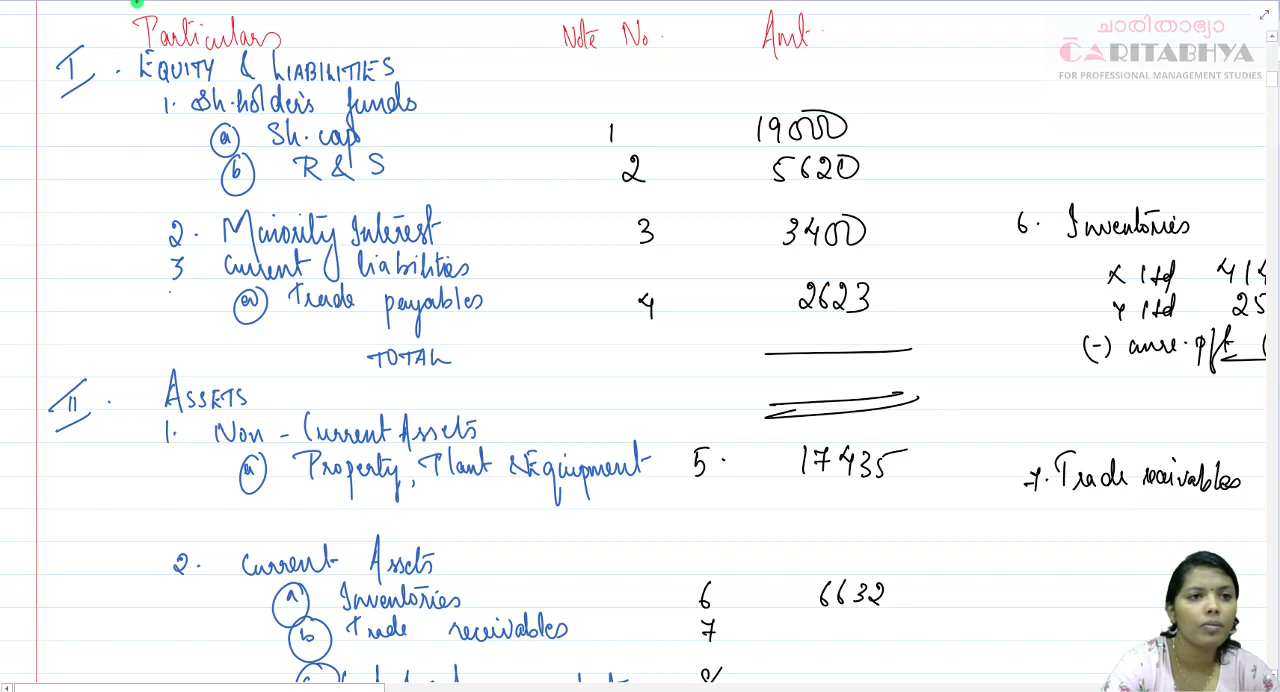 Particulars Note No. Amt.
ചാരിതാഭ്യാ
CARITABHYA
FOR PROFESSIONAL MANAGEMENT STUDIES
I. EQUITY & LIABILITIES
1. Sh.holder's funds
(a) Sh. cap 1 19000
(b) R & S 2 5620
2. Minority Interest 3 3400
3 Current liabilities
(a) Trade payables 4 2623
TOTAL
6. Inventories
X ltd 414
Y ltd 25
(-) unre. p/ft (
II. ASSETS
1. Non-Current Assets
(a) Property, Plant & Equipment 5. 17435
7. Trade receivables
2. Current Assets
(a) Inventories 6 6632
(b) Trade receivables 7